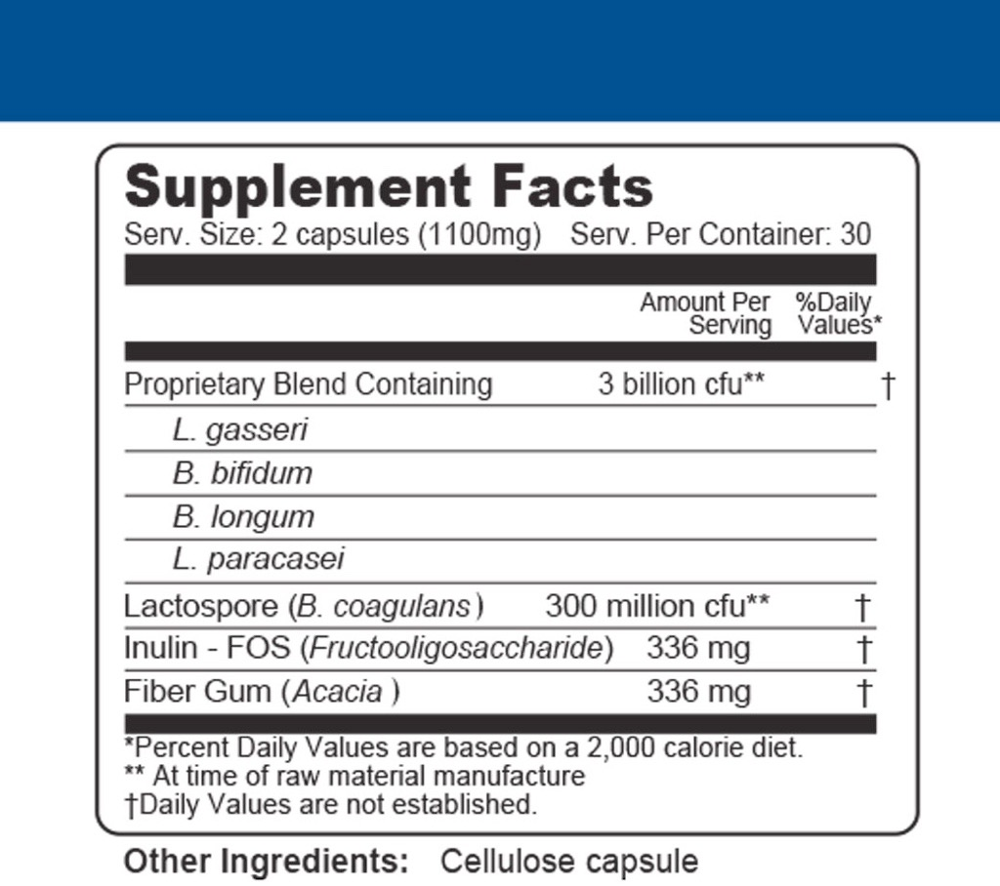 Supplement Facts
Serv. Size: 2 capsules (1100mg) Serv. Per Container: 30
Amount Per %Daily
Serving Values*
Proprietary Blend Containing 3 billion cfu** †
L. gasseri
B. bifidum
B. longum
L. paracasei
Lactospore (B. coagulans) 300 million cfu** †
Inulin - FOS (Fructooligosaccharide) 336 mg †
Fiber Gum (Acacia ) 336 mg †
*Percent Daily Values are based on a 2,000 calorie diet.
** At time of raw material manufacture
†Daily Values are not established.
Other Ingredients: Cellulose capsule